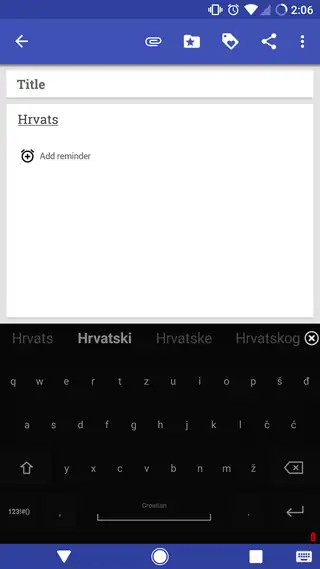 2:06
Title
Hrvats
Add reminder
Hrvats Hrvatski Hrvatske Hrvatskog
q w e r t z u i o p š đ
a s d f g h j k l č ć
y x c v b n m ž
123!#() , Croatian .